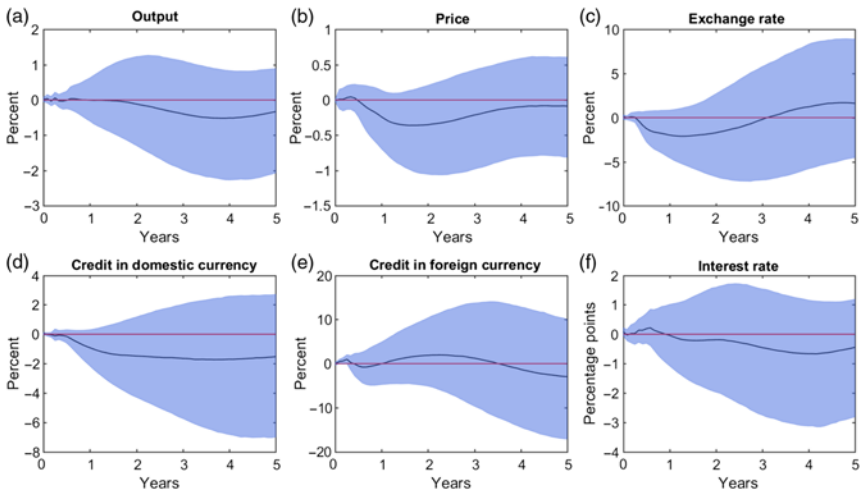 (a) Output
2
1
0
−1
−2
−3
Percent
0 1 2 3 4 5
Years
(b) Price
1
0.5
0
−0.5
−1
−1.5
Percent
0 1 2 3 4 5
Years
(c) Exchange rate
10
5
0
−5
−10
Percent
0 1 2 3 4 5
Years
(d) Credit in domestic currency
4
2
0
−2
−4
−6
−8
Percent
0 1 2 3 4 5
Years
(e) Credit in foreign currency
20
10
0
−10
−20
Percent
0 1 2 3 4 5
Years
(f) Interest rate
2
1
0
−1
−2
−3
−4
Percentage points
0 1 2 3 4 5
Years